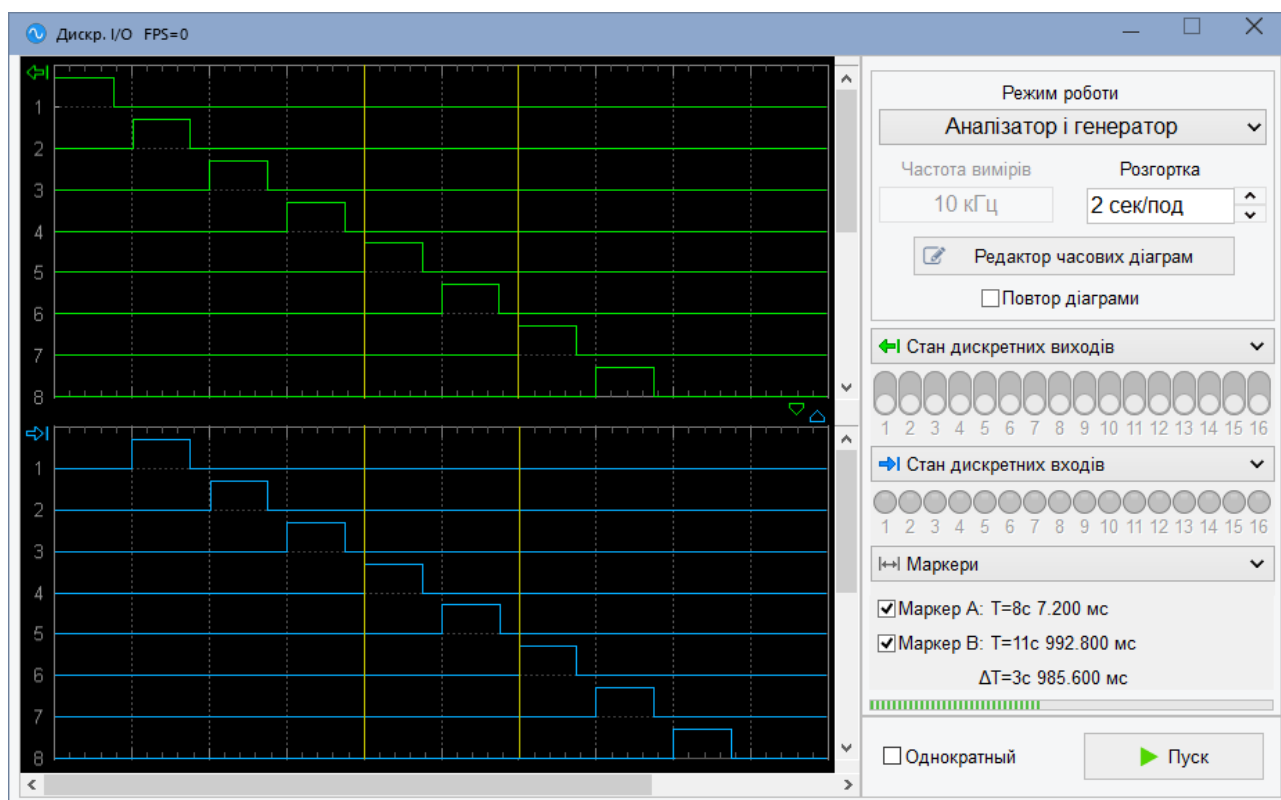 Дискр. I/O FPS=0
1
2
3
4
5
6
7
8
1
2
3
4
5
6
7
8
Режим роботи
Аналізатор і генератор
Частота вимірів Розгортка
10 кГц 2 сек/под
Редактор часових діаграм
Повтор діаграми
Стан дискретних виходів
1 2 3 4 5 6 7 8 9 10 11 12 13 14 15 16
Стан дискретних входів
1 2 3 4 5 6 7 8 9 10 11 12 13 14 15 16
Маркери
Маркер A: T=8с 7.200 мс
Маркер B: T=11с 992.800 мс
ΔT=3с 985.600 мс
Однократный Пуск